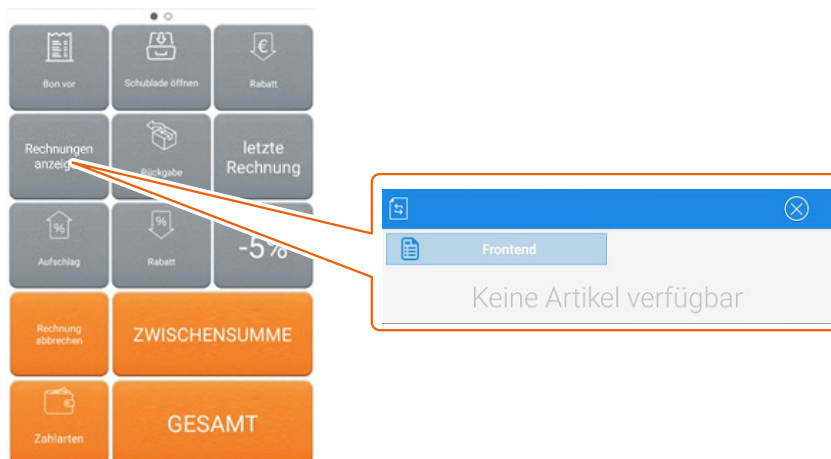 Bon vor
Schublade öffnen
€
Rabatt
Rechnungen
anzeig
Rückgabe
letzte
Rechnung
%
Aufschlag
%
Rabatt
-5%
Rechnung
abbrechen
ZWISCHENSUMME
Zahlarten
GESAMT
Frontend
Keine Artikel verfügbar